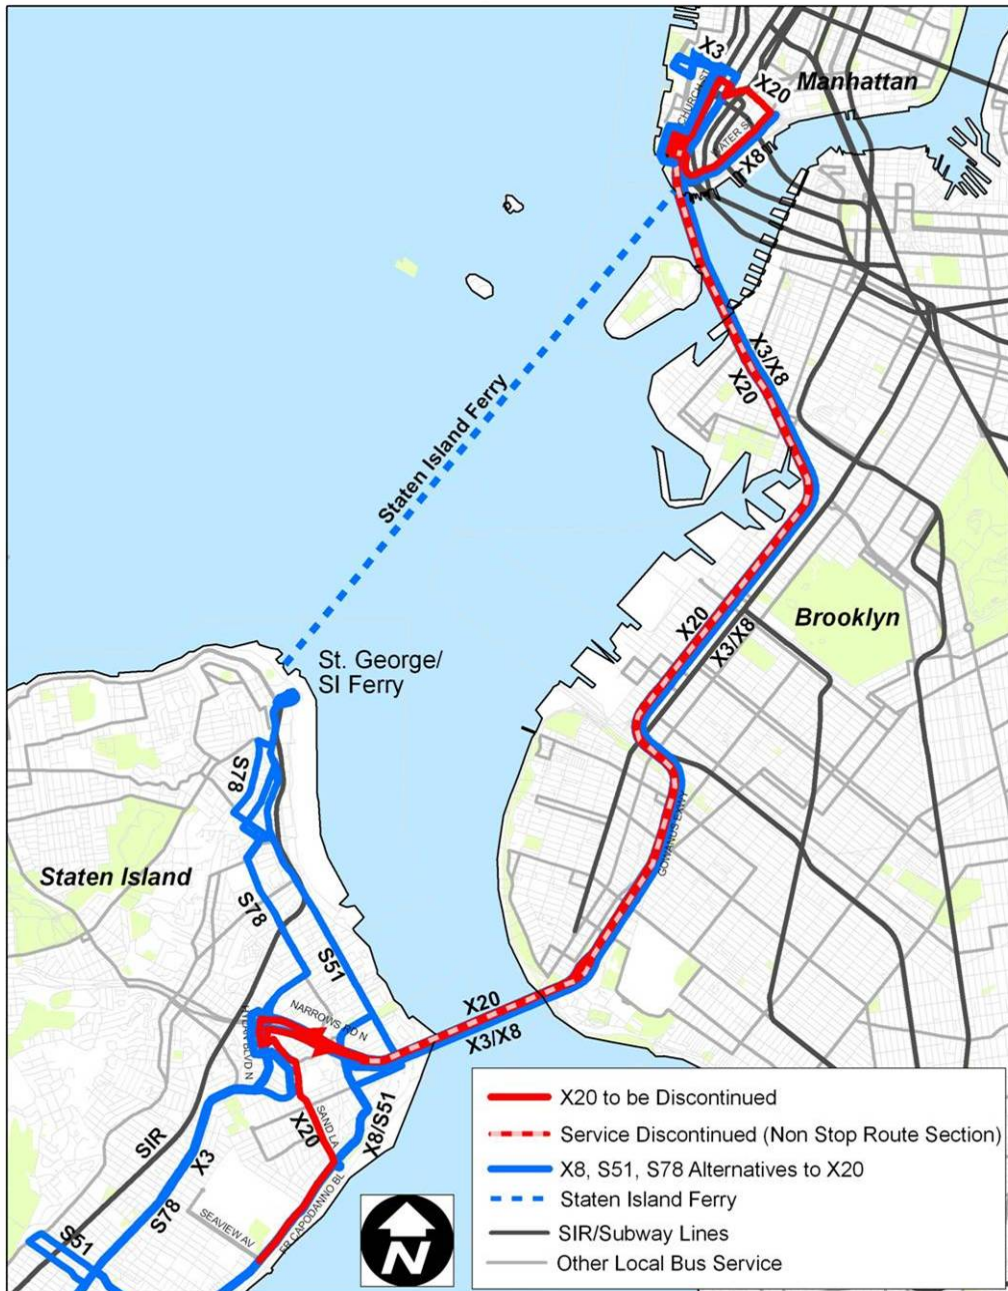 X3
Manhattan
X20
CHURCH ST
WATER S
X8
X3/X8
X20
Staten Island Ferry
X20
X3/X8
Brooklyn
St. George/
SI Ferry
S78
GOWANUS EXWY
Staten Island
S78
S51
X20
X3/X8
NARROWS RD N
HYLAN BLVD N
SAND LA
X20
X8/S51
SIR
X3
S78
SEAVIEW AV
FR CAPODANNO BL
S51
N
X20 to be Discontinued
Service Discontinued (Non Stop Route Section)
X8, S51, S78 Alternatives to X20
Staten Island Ferry
SIR/Subway Lines
Other Local Bus Service